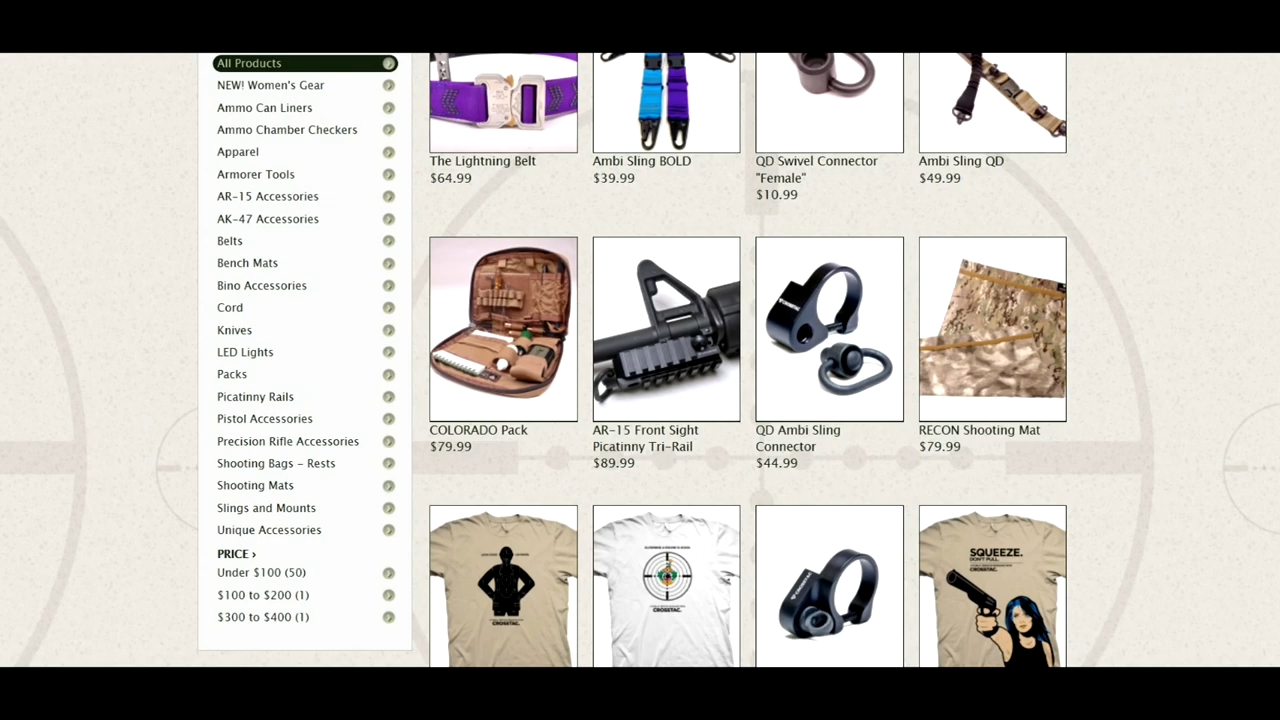 All Products
NEW! Women's Gear
Ammo Can Liners
Ammo Chamber Checkers
Apparel
Armorer Tools
AR-15 Accessories
AK-47 Accessories
Belts
Bench Mats
Bino Accessories
Cord
Knives
LED Lights
Packs
Picatinny Rails
Pistol Accessories
Precision Rifle Accessories
Shooting Bags - Rests
Shooting Mats
Slings and Mounts
Unique Accessories
PRICE ›
Under $100 (50)
$100 to $200 (1)
$300 to $400 (1)
The Lightning Belt
$64.99
Ambi Sling BOLD
$39.99
QD Swivel Connector
"Female"
$10.99
Ambi Sling QD
$49.99
COLORADO Pack
$79.99
AR-15 Front Sight
Picatinny Tri-Rail
$89.99
QD Ambi Sling
Connector
$44.99
RECON Shooting Mat
$79.99
CROSSTAC.
CROSSTAC.
SQUEEZE.
DON'T PULL.
CROSSTAC.